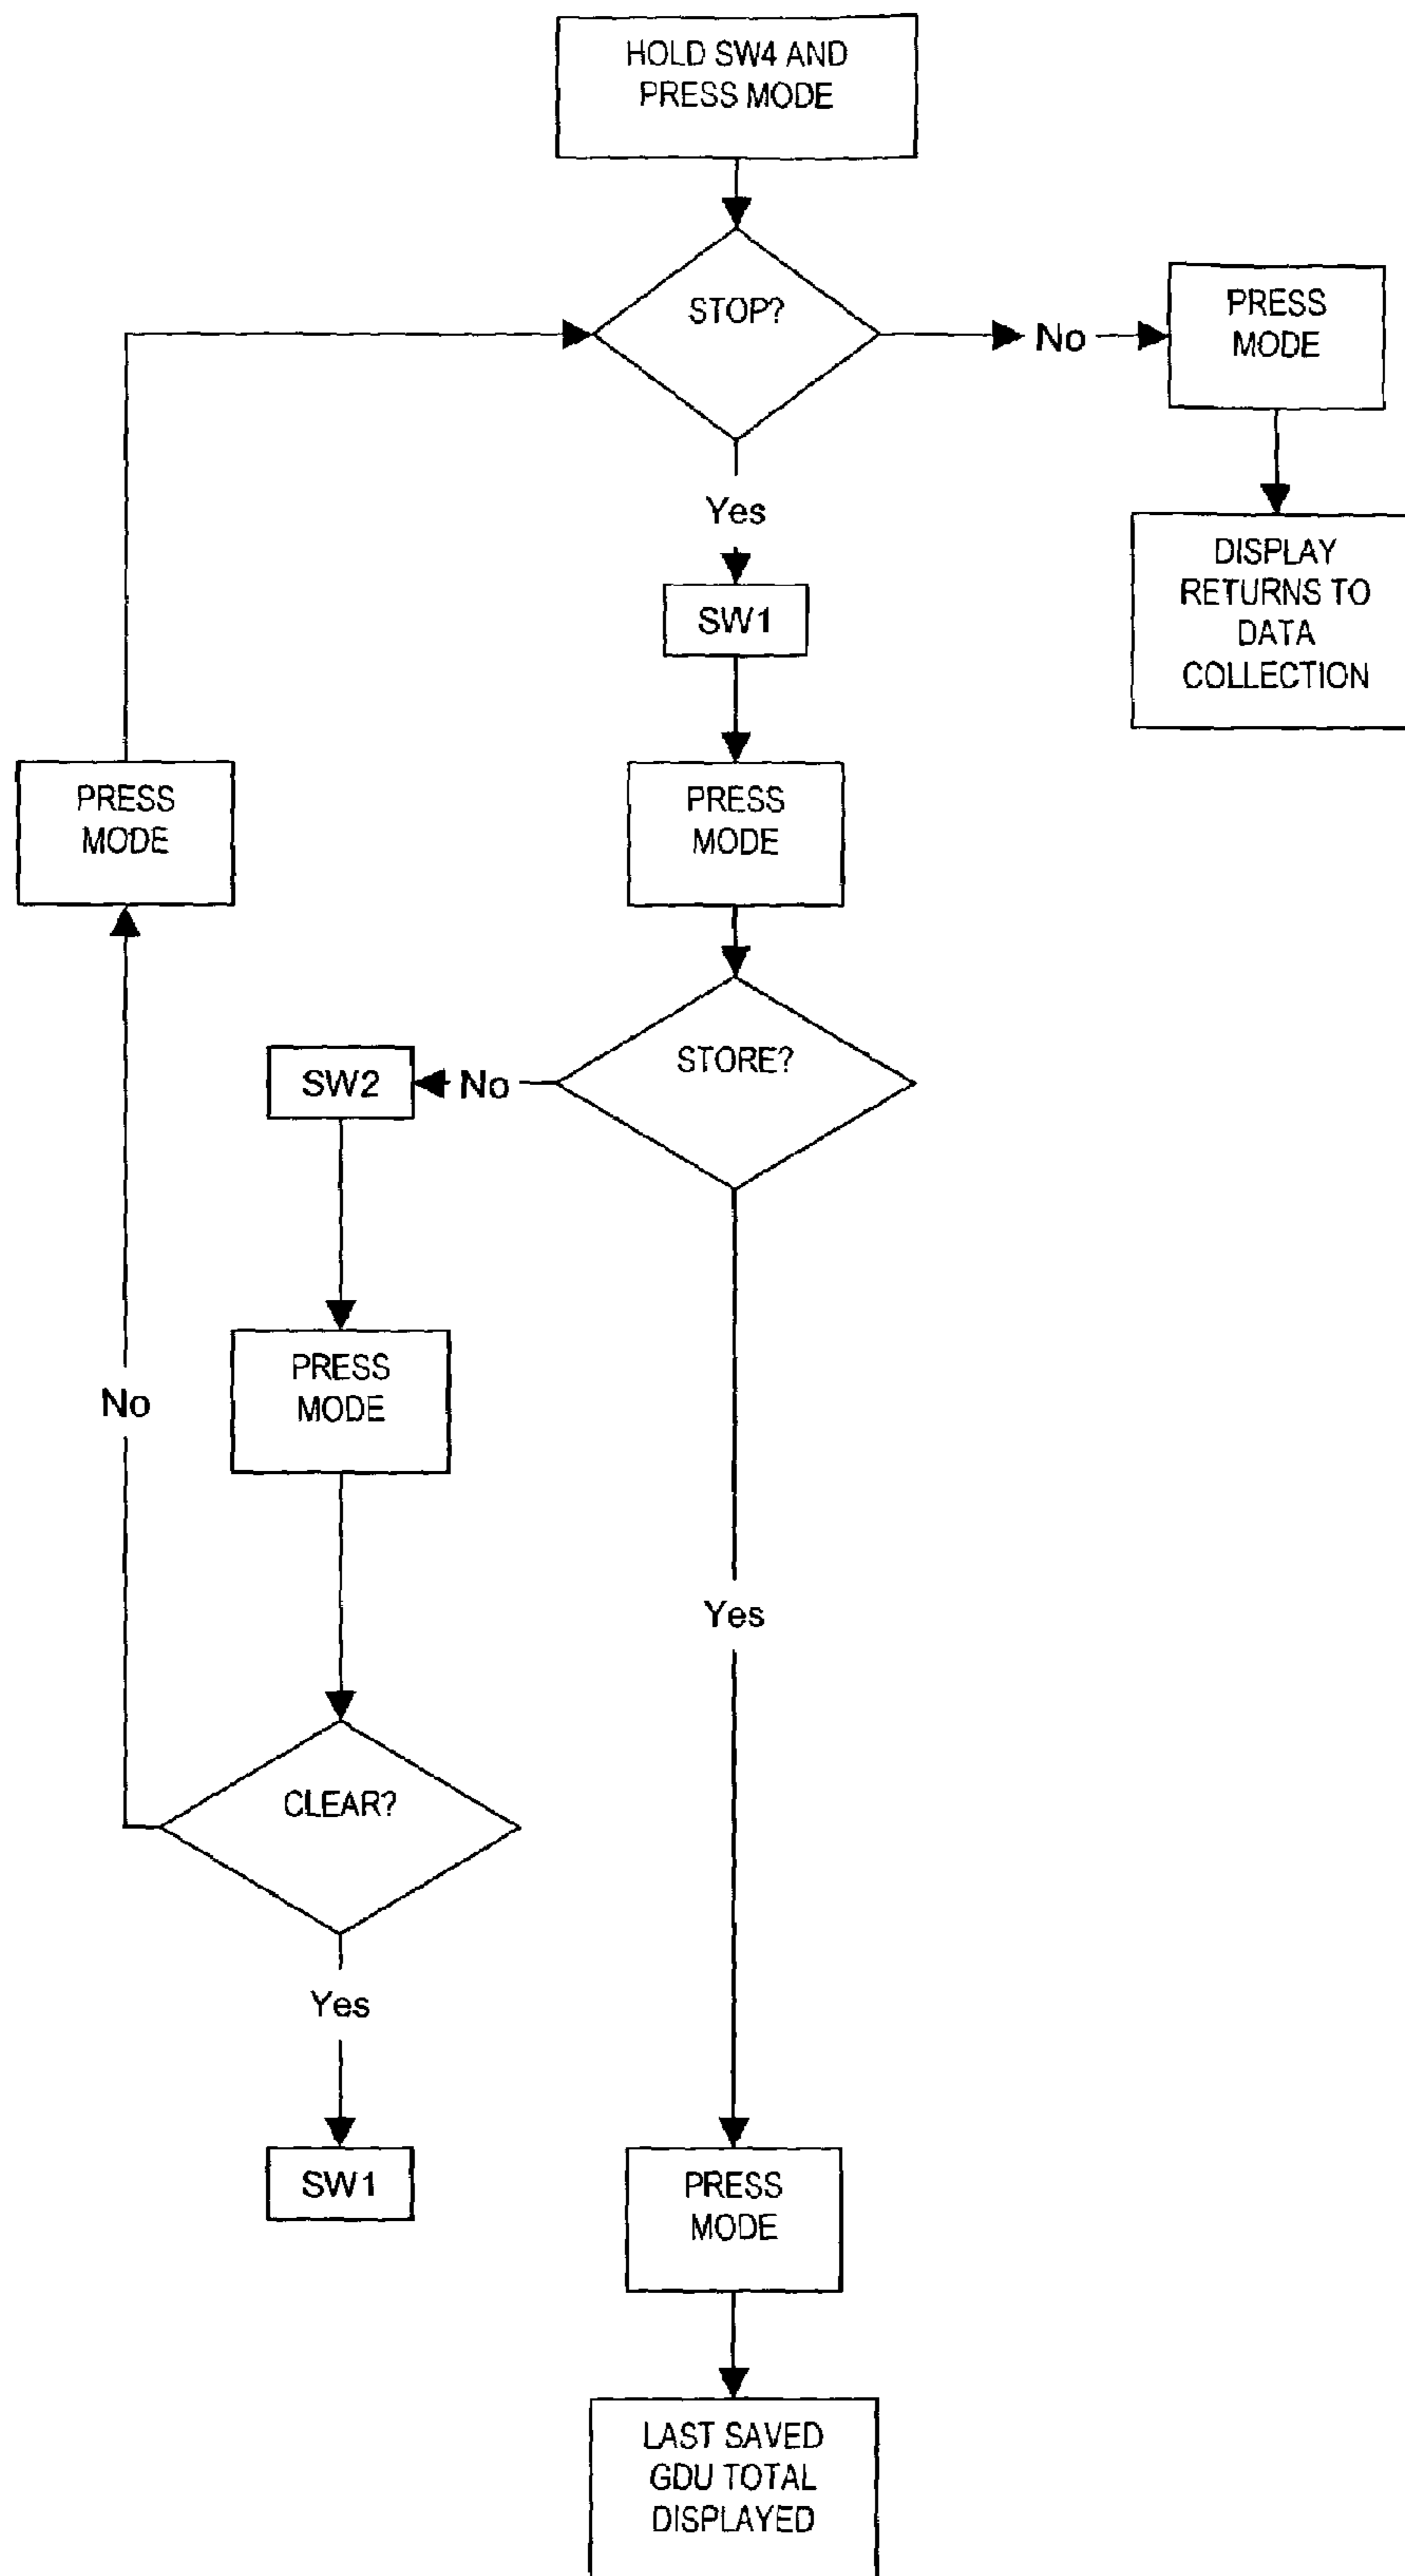 HOLD SW4 AND
PRESS MODE
STOP?
No
PRESS
MODE
DISPLAY
RETURNS TO
DATA
COLLECTION
Yes
SW1
PRESS
MODE
PRESS
MODE
STORE?
No
SW2
PRESS
MODE
No
Yes
CLEAR?
Yes
SW1
PRESS
MODE
LAST SAVED
GDU TOTAL
DISPLAYED